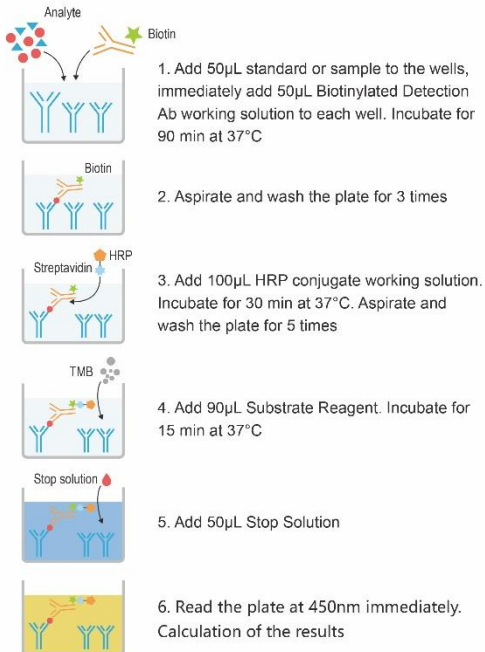 Analyte
Biotin
1. Add 50µL standard or sample to the wells,
immediately add 50µL Biotinylated Detection
Ab working solution to each well. Incubate for
90 min at 37°C
Biotin
2. Aspirate and wash the plate for 3 times
HRP
Streptavidin
3. Add 100µL HRP conjugate working solution.
Incubate for 30 min at 37°C. Aspirate and
wash the plate for 5 times
TMB
4. Add 90µL Substrate Reagent. Incubate for
15 min at 37°C
Stop solution
5. Add 50µL Stop Solution
6. Read the plate at 450nm immediately.
Calculation of the results